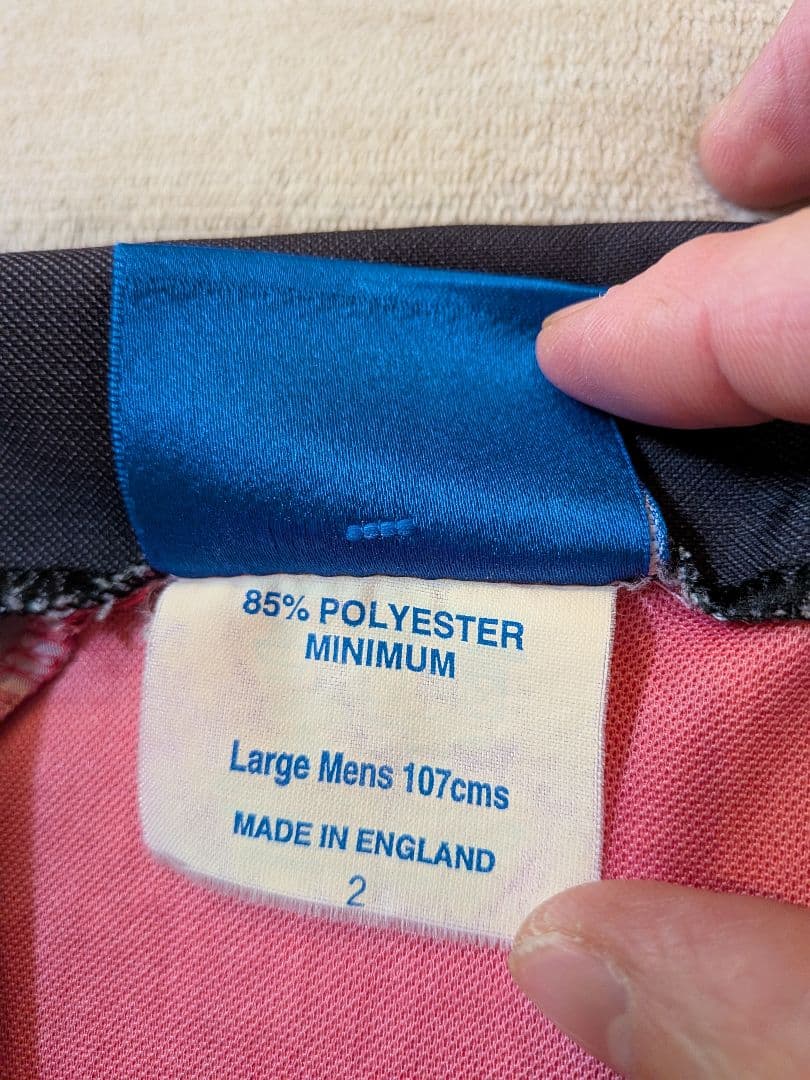 85% POLYESTER
MINIMUM
Large Mens 107cms
MADE IN ENGLAND
2